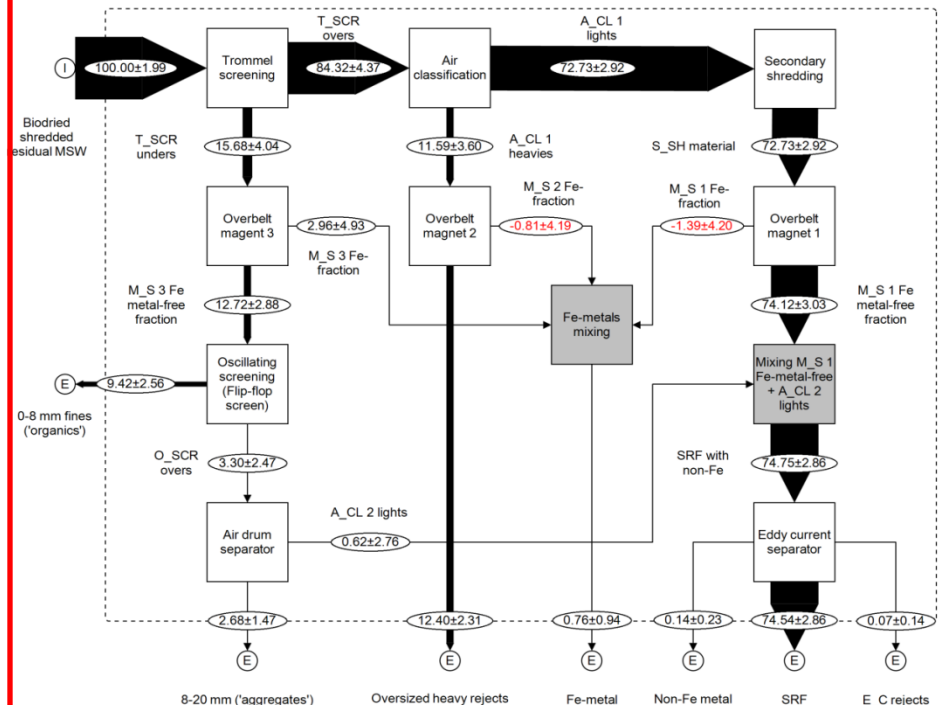 T_SCR
overs
A_CL 1
lights
I
100.00±1.99
Trommel
screening
84.32±4.37
Air
classification
72.73±2.92
Secondary
shredding
Biodried
shredded
residual MSW
T_SCR
unders
15.68±4.04
11.59±3.60
A_CL 1
heavies
S_SH material
72.73±2.92
M_S 2 Fe-
fraction
M_S 1 Fe-
fraction
Overbelt
magent 3
2.96±4.93
Overbelt
magnet 2
-0.81±4.19
-1.39±4.20
Overbelt
magnet 1
M_S 3 Fe-
fraction
M_S 3 Fe
metal-free
fraction
12.72±2.88
Fe-metals
mixing
74.12±3.03
M_S 1 Fe
metal-free
fraction
E
9.42±2.56
Oscillating
screening
(Flip-flop
screen)
Mixing M_S 1
Fe-metal-free
+ A_CL 2
lights
0-8 mm fines
('organics')
O_SCR
overs
3.30±2.47
SRF with
non-Fe
74.75±2.86
Air drum
separator
A_CL 2 lights
0.62±2.76
Eddy current
separator
2.68±1.47
12.40±2.31
0.76±0.94
0.14±0.23
74.54±2.86
0.07±0.14
E
E
E
E
E
E
8-20 mm ('aggregates')
Oversized heavy rejects
Fe-metal
Non-Fe metal
SRF
E_C rejects